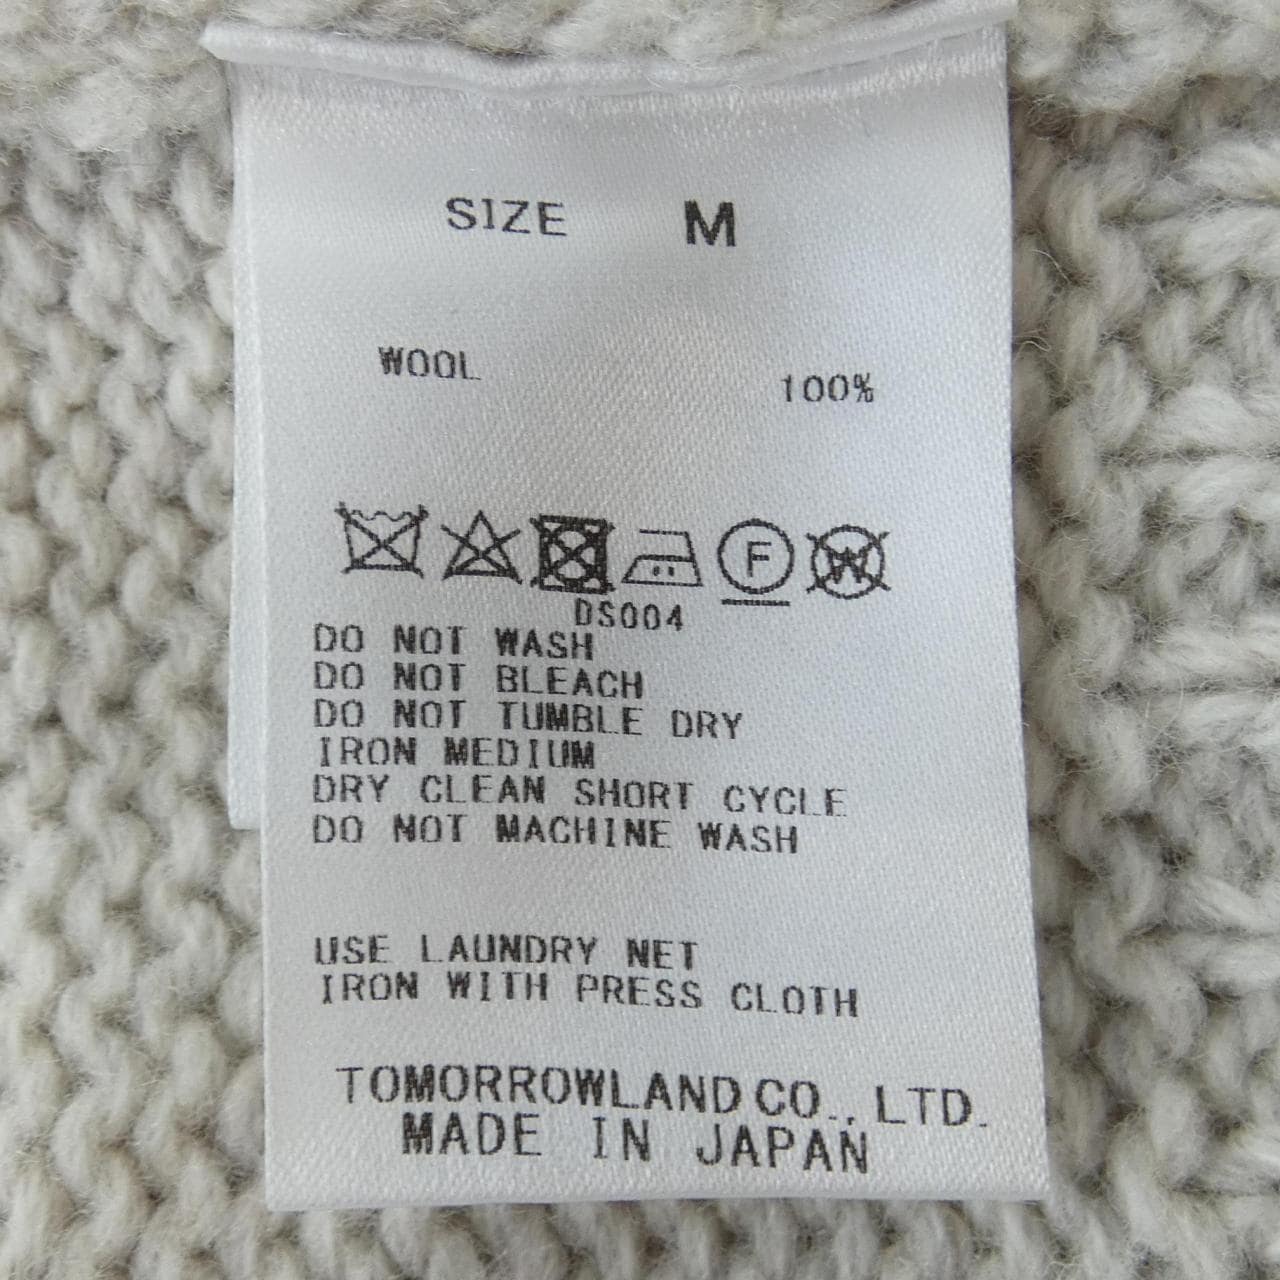 SIZE M
WOOL 100%
F W
DS004
DO NOT WASH
DO NOT BLEACH
DO NOT TUMBLE DRY
IRON MEDIUM
DRY CLEAN SHORT CYCLE
DO NOT MACHINE WASH
USE LAUNDRY NET
IRON WITH PRESS CLOTH
TOMORROWLAND CO., LTD.
MADE IN JAPAN